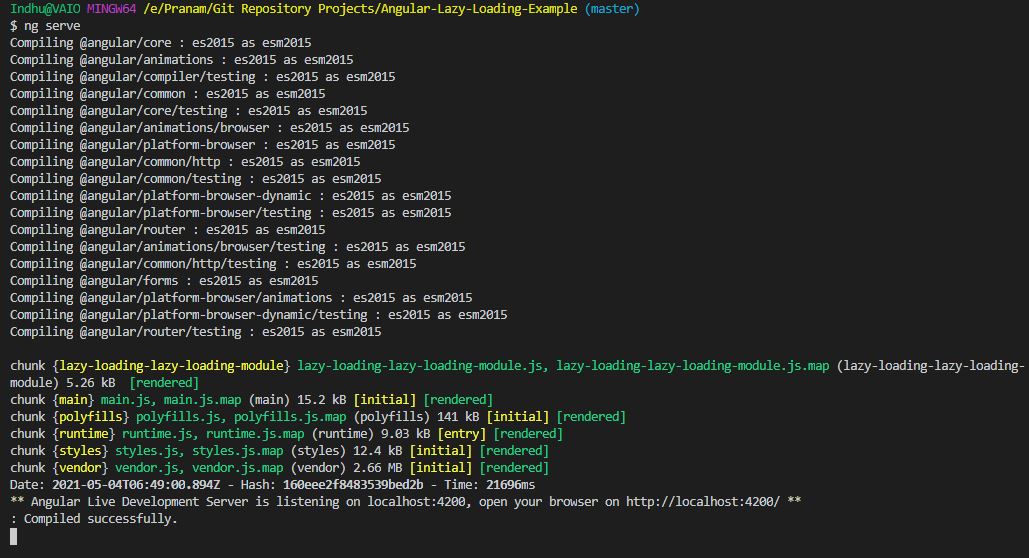 Indhu@VAIO MINGW64 /e/Pranam/Git Repository Projects/Angular-Lazy-Loading-Example (master)
$ ng serve
Compiling @angular/core : es2015 as esm2015
Compiling @angular/animations : es2015 as esm2015
Compiling @angular/compiler/testing : es2015 as esm2015
Compiling @angular/common : es2015 as esm2015
Compiling @angular/core/testing : es2015 as esm2015
Compiling @angular/animations/browser : es2015 as esm2015
Compiling @angular/platform-browser : es2015 as esm2015
Compiling @angular/common/http : es2015 as esm2015
Compiling @angular/common/testing : es2015 as esm2015
Compiling @angular/platform-browser-dynamic : es2015 as esm2015
Compiling @angular/platform-browser/testing : es2015 as esm2015
Compiling @angular/router : es2015 as esm2015
Compiling @angular/animations/browser/testing : es2015 as esm2015
Compiling @angular/common/http/testing : es2015 as esm2015
Compiling @angular/forms : es2015 as esm2015
Compiling @angular/platform-browser/animations : es2015 as esm2015
Compiling @angular/platform-browser-dynamic/testing : es2015 as esm2015
Compiling @angular/router/testing : es2015 as esm2015
chunk {lazy-loading-lazy-loading-module} lazy-loading-lazy-loading-module.js, lazy-loading-lazy-loading-module.js.map (lazy-loading-lazy-loading-
module) 5.26 kB  [rendered]
chunk {main} main.js, main.js.map (main) 15.2 kB [initial] [rendered]
chunk {polyfills} polyfills.js, polyfills.js.map (polyfills) 141 kB [initial] [rendered]
chunk {runtime} runtime.js, runtime.js.map (runtime) 9.03 kB [entry] [rendered]
chunk {styles} styles.js, styles.js.map (styles) 12.4 kB [initial] [rendered]
chunk {vendor} vendor.js, vendor.js.map (vendor) 2.66 MB [initial] [rendered]
Date: 2021-05-04T06:49:00.894Z - Hash: 160eee2f8483539bed2b - Time: 21696ms
** Angular Live Development Server is listening on localhost:4200, open your browser on http://localhost:4200/ **
: Compiled successfully.